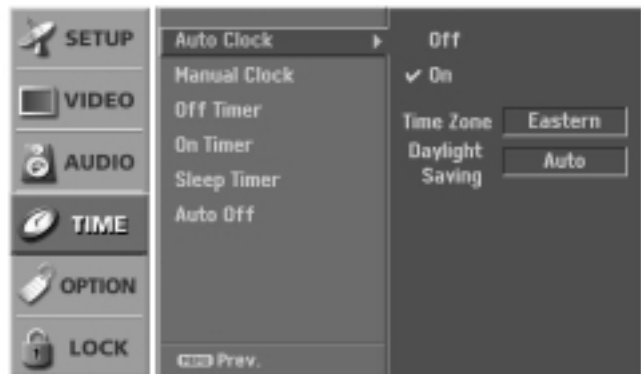 SETUP
VIDEO
AUDIO
TIME
OPTION
LOCK
Auto Clock
Manual Clock
Off Timer
On Timer
Sleep Timer
Auto Off
MENU Prev.
Off
On
Time Zone Eastern
Daylight Saving Auto